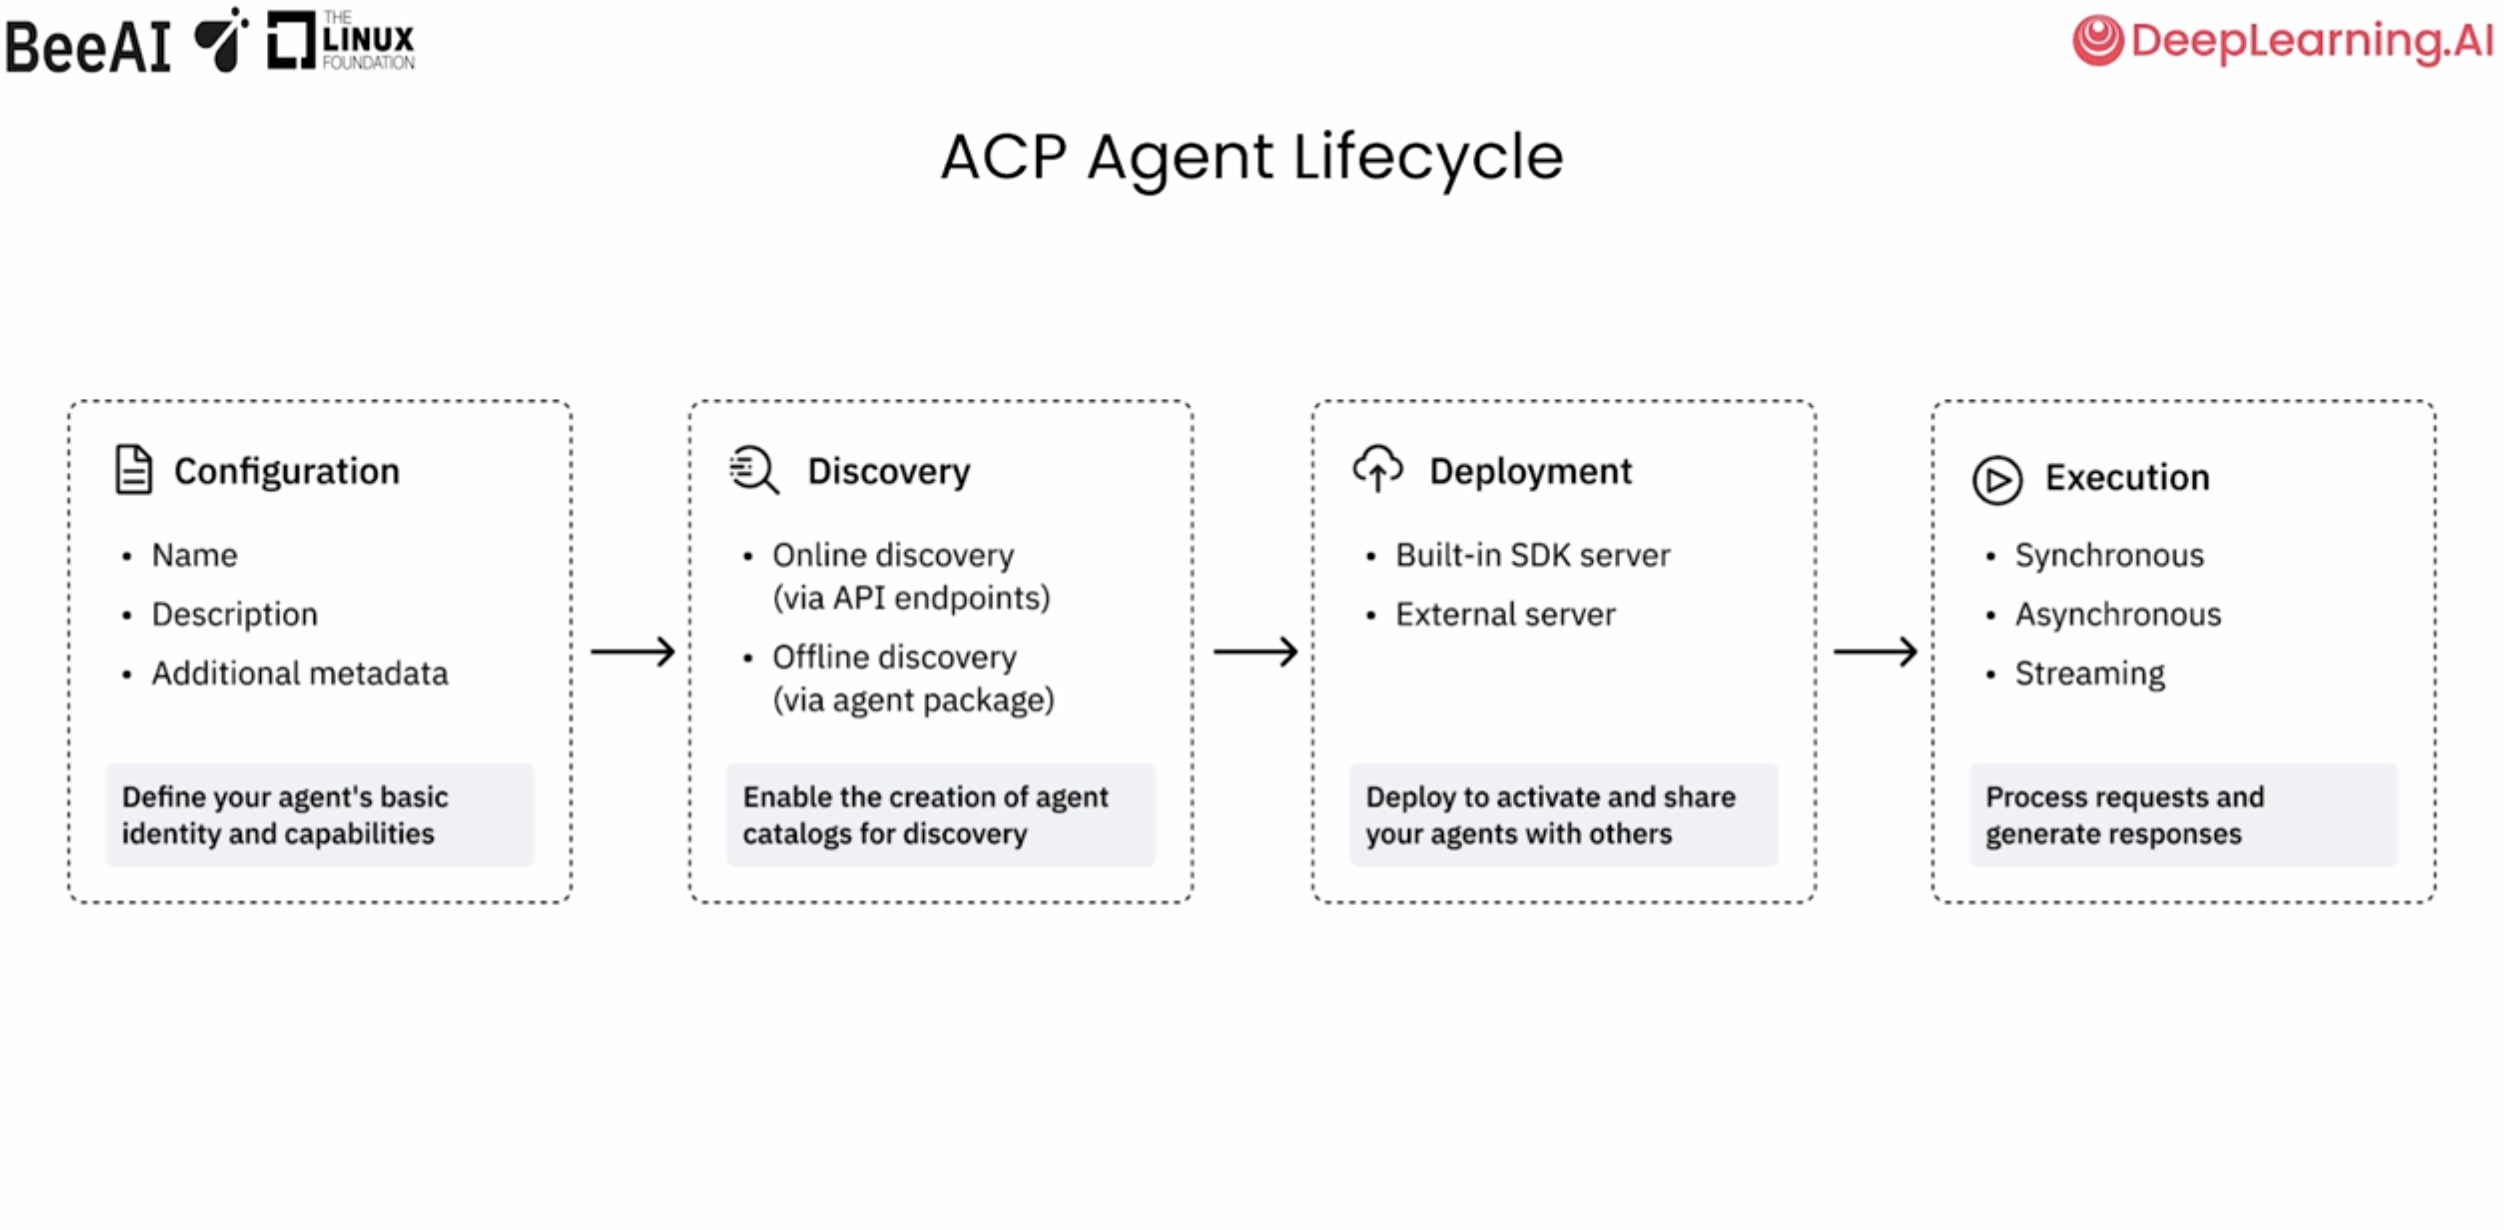 BeeAI
THE
LINUX
FOUNDATION
DeepLearning.AI
ACP Agent Lifecycle
Configuration
• Name
• Description
• Additional metadata
Define your agent's basic
identity and capabilities
Discovery
• Online discovery
(via API endpoints)
• Offline discovery
(via agent package)
Enable the creation of agent
catalogs for discovery
Deployment
• Built-in SDK server
• External server
Deploy to activate and share
your agents with others
Execution
• Synchronous
• Asynchronous
• Streaming
Process requests and
generate responses